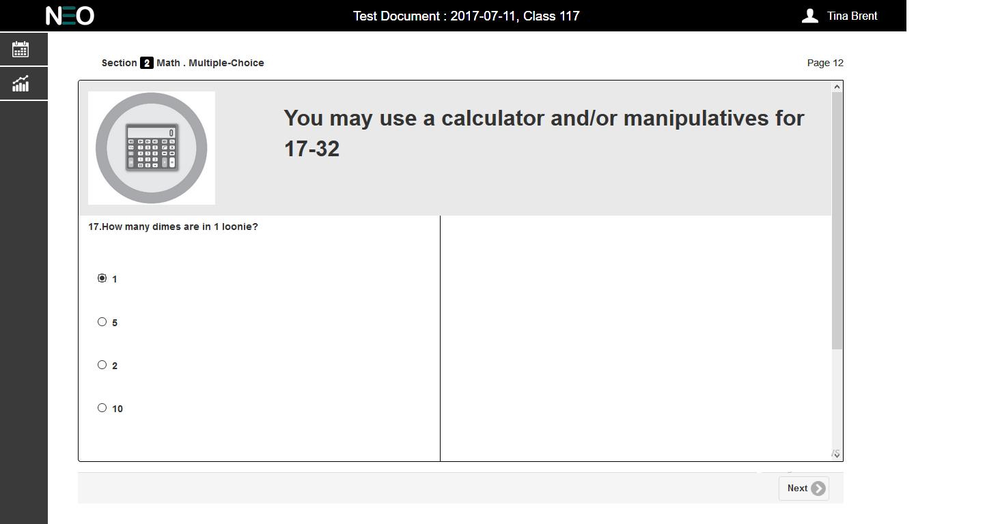 NEO
Test Document : 2017-07-11, Class 117
Tina Brent
Section 2 Math . Multiple-Choice
Page 12
0
You may use a calculator and/or manipulatives for
17-32
17.How many dimes are in 1 loonie?
1
5
2
10
Next